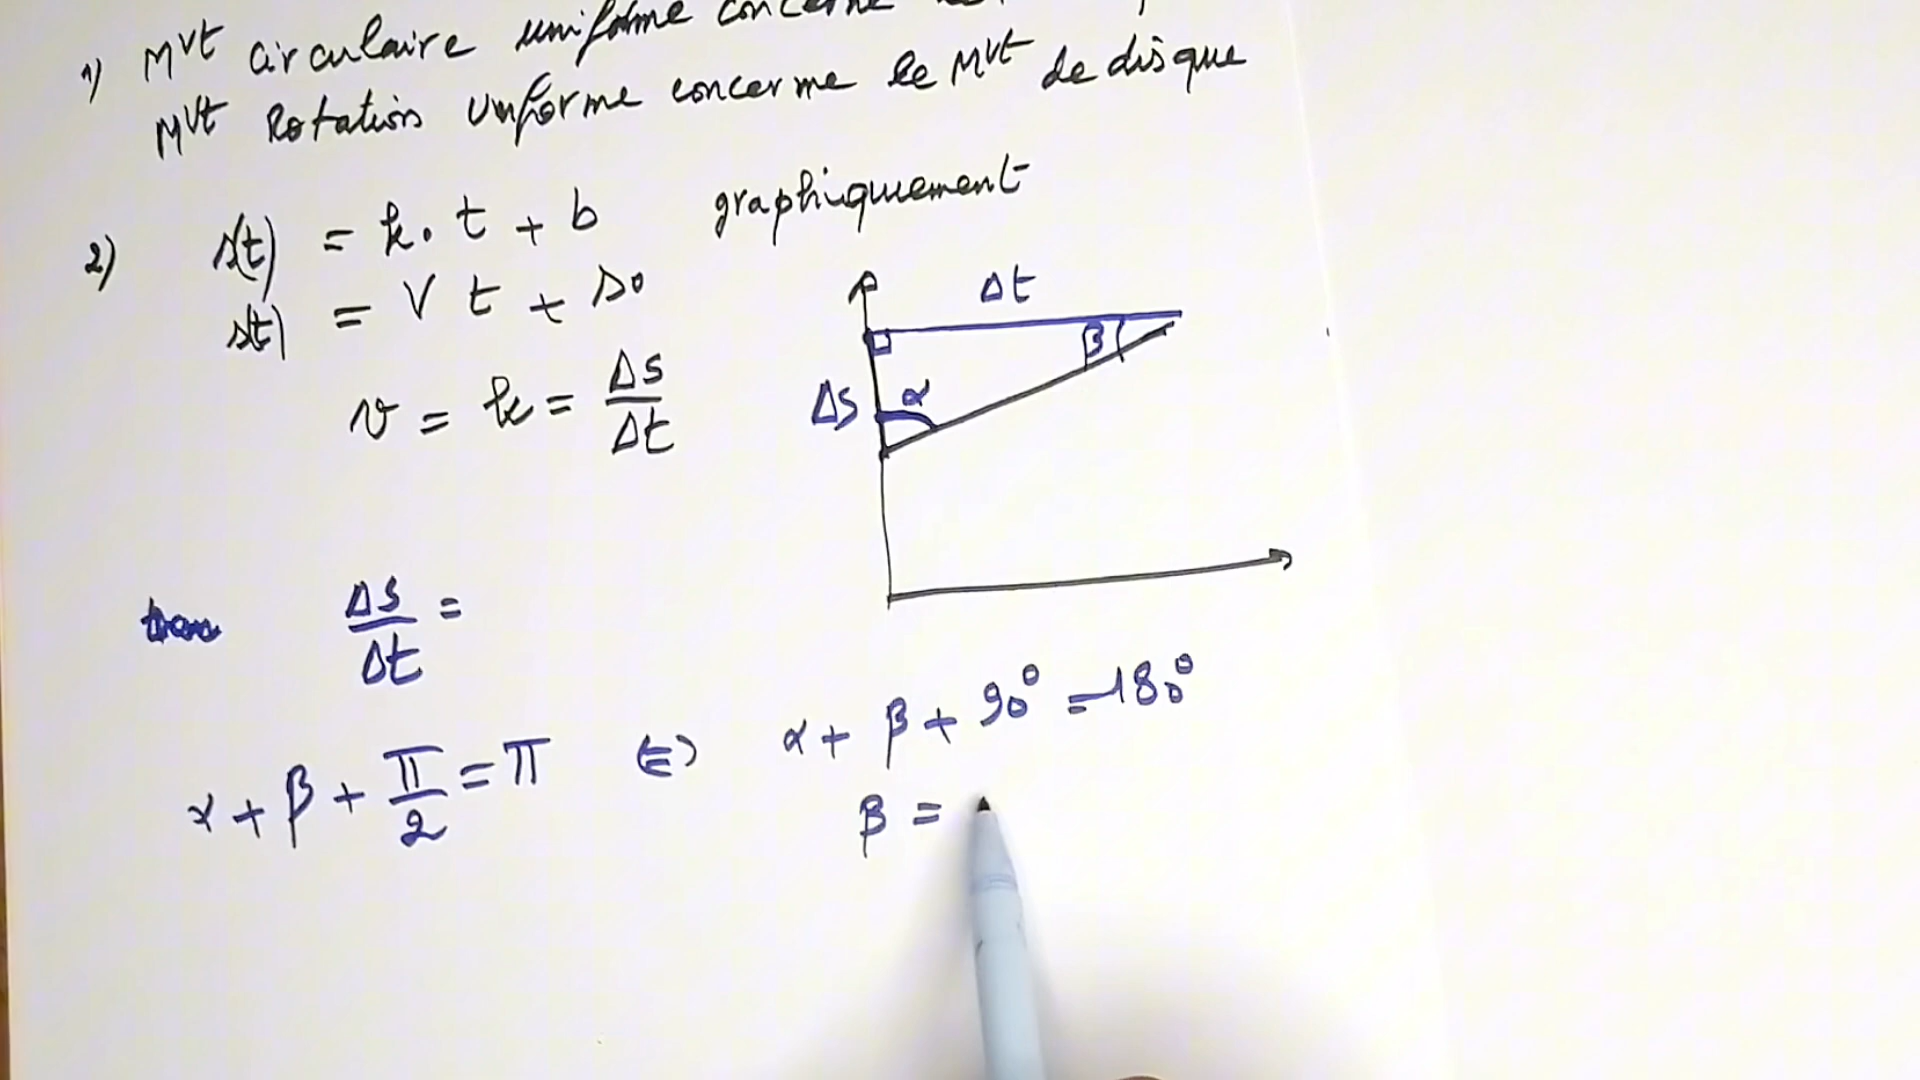 1) Mvt circulaire uniforme concerne
Mvt Rotation Uniforme concerne le Mvt de disque
2) s(t) = k. t + b graphiquement
s(t) = V t + s0
v = k = Δs/Δt
Δt
β
Δs α
Δs/Δt =
α + β + π/2 = π (=) α + β + 90° = 180°
β =